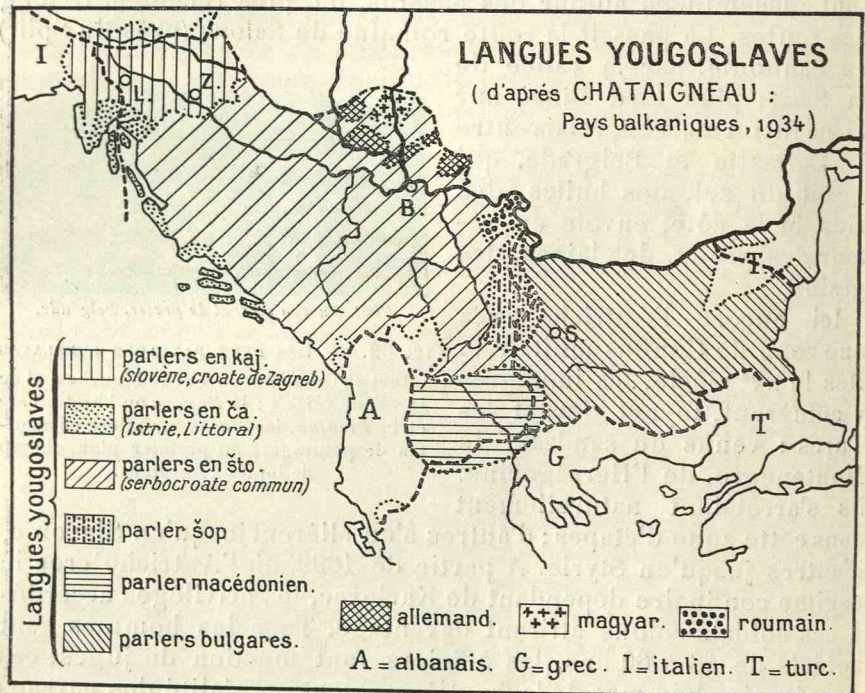 LANGUES YOUGOSLAVES
(d'aprés CHATAIGNEAU :
Pays balkaniques, 1934)
I
L.
Z.
B.
T
S.
A
T
G
Langues yougoslaves
parlers en kaj.
(slovène, croate de Zagreb)
parlers en ča.
(Istrie, Littoral)
parlers en što.
(serbocroate commun)
parler šop
parler macédonien.
parlers bulgares.
allemand.
magyar.
roumain.
A = albanais. G = grec. I = italien. T = turc.